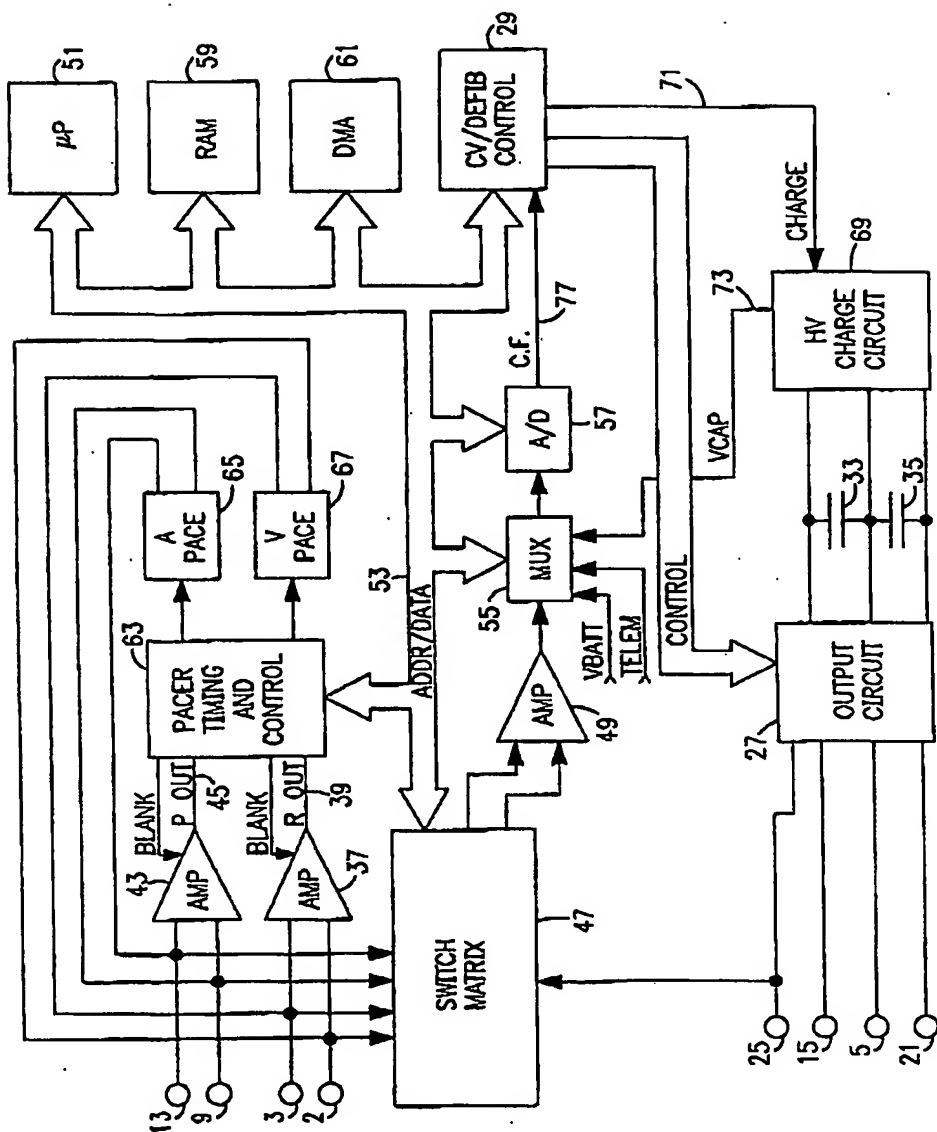 51
μP
59
RAM
61
DMA
29
CV/DEFIB
CONTROL
71
CHARGE
65
A
PACE
67
V
PACE
63
PACER
TIMING
AND
CONTROL
53
ADDR/DATA
BLANK
P OUT
45
BLANK
R OUT
39
43
AMP
AMP
37
13
9
3
2
SWITCH
MATRIX
47
AMP
49
55
MUX
A/D
57
C.F.
77
VBATT
TELEM
CONTROL
VCAP
73
HV
CHARGE
CIRCUIT
69
33
35
27
OUTPUT
CIRCUIT
25
15
5
21